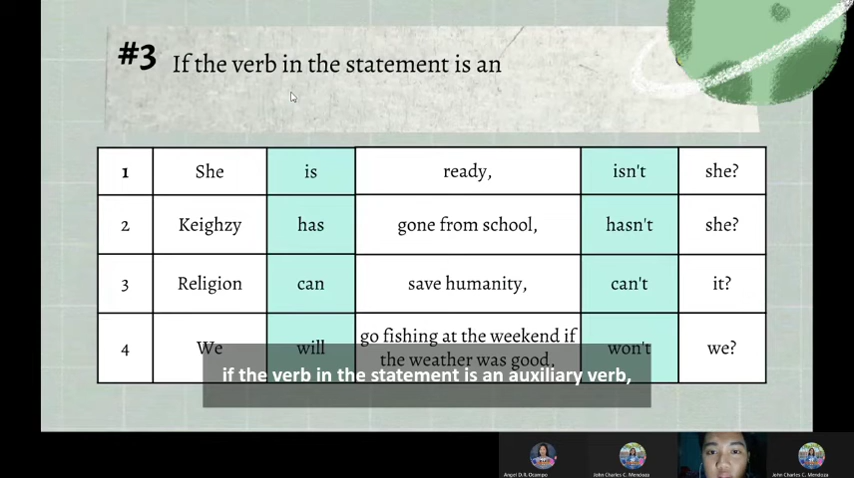 #3 If the verb in the statement is an
1 She is ready, isn't she?
2 Keighzy has gone from school, hasn't she?
3 Religion can save humanity, can't it?
4 We will go fishing at the weekend if the weather was good, won't we?
if the verb in the statement is an auxiliary verb,
Angel D.R. Ocampo
John Charles C. Mendoza
John Charles C. Mendoza